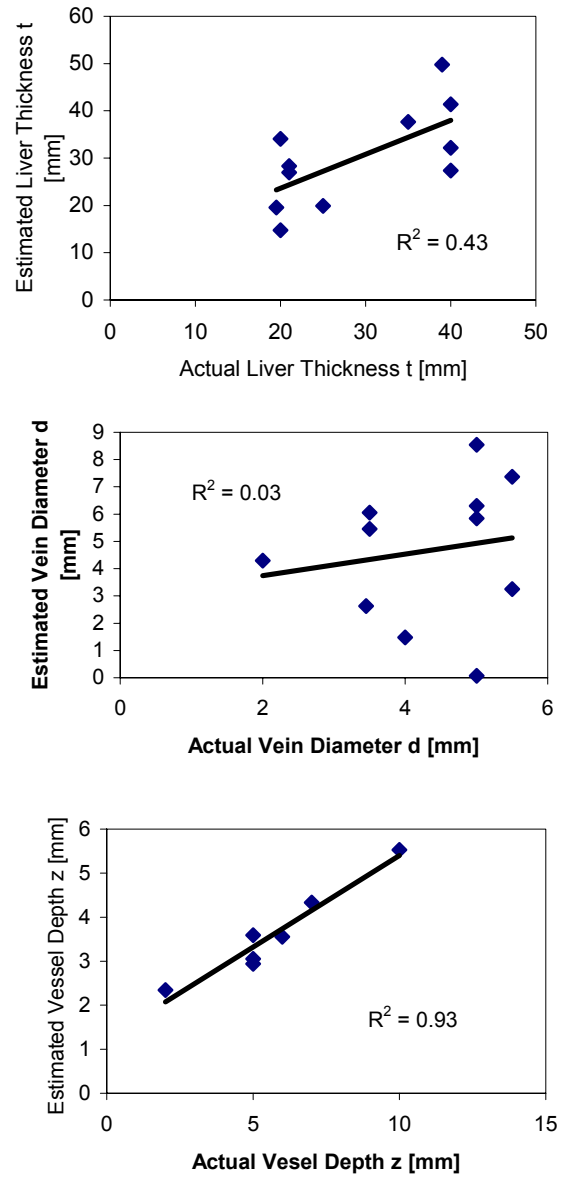 Estimated Liver Thickness t
[mm]
60
50
40
30
20
10
0
R² = 0.43
0 10 20 30 40 50
Actual Liver Thickness t [mm]
Estimated Vein Diameter d
[mm]
9
8
7
6
5
4
3
2
1
0
R² = 0.03
0 2 4 6
Actual Vein Diameter d [mm]
Estimated Vessel Depth z [mm]
6
5
4
3
2
1
0
R² = 0.93
0 5 10 15
Actual Vesel Depth z [mm]